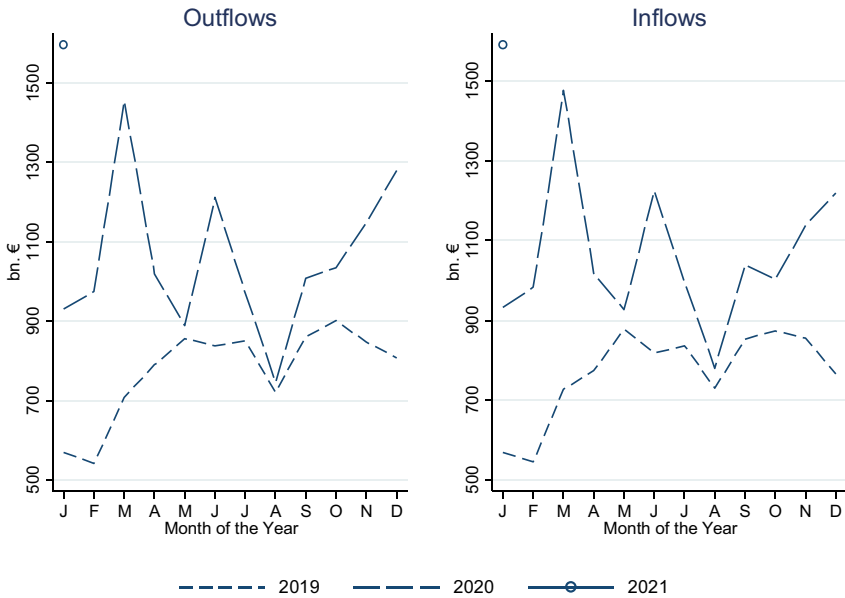 Outflows
bn. €
1500
1300
1100
900
700
500
J F M A M J J A S O N D
Month of the Year
Inflows
bn. €
1500
1300
1100
900
700
500
J F M A M J J A S O N D
Month of the Year
2019 2020 2021